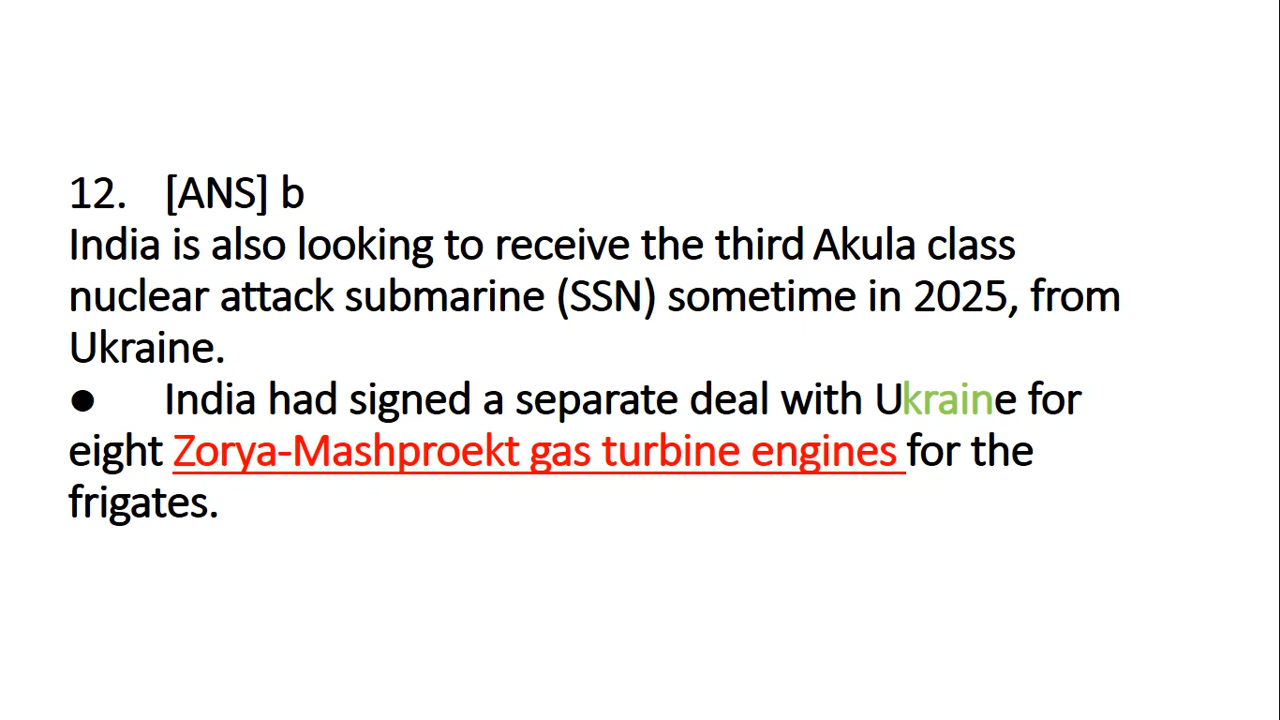 12. [ANS] b
India is also looking to receive the third Akula class
nuclear attack submarine (SSN) sometime in 2025, from
Ukraine.
● India had signed a separate deal with Ukraine for
eight Zorya-Mashproekt gas turbine engines for the
frigates.